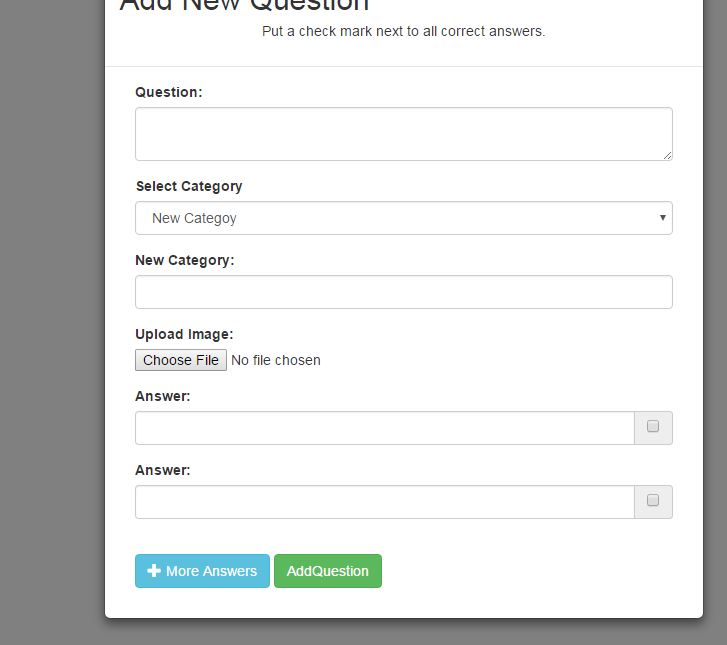 Add New Question
Put a check mark next to all correct answers.
Question:
Select Category
New Categoy
New Category:
Upload Image:
Choose File No file chosen
Answer:
Answer:
More Answers AddQuestion